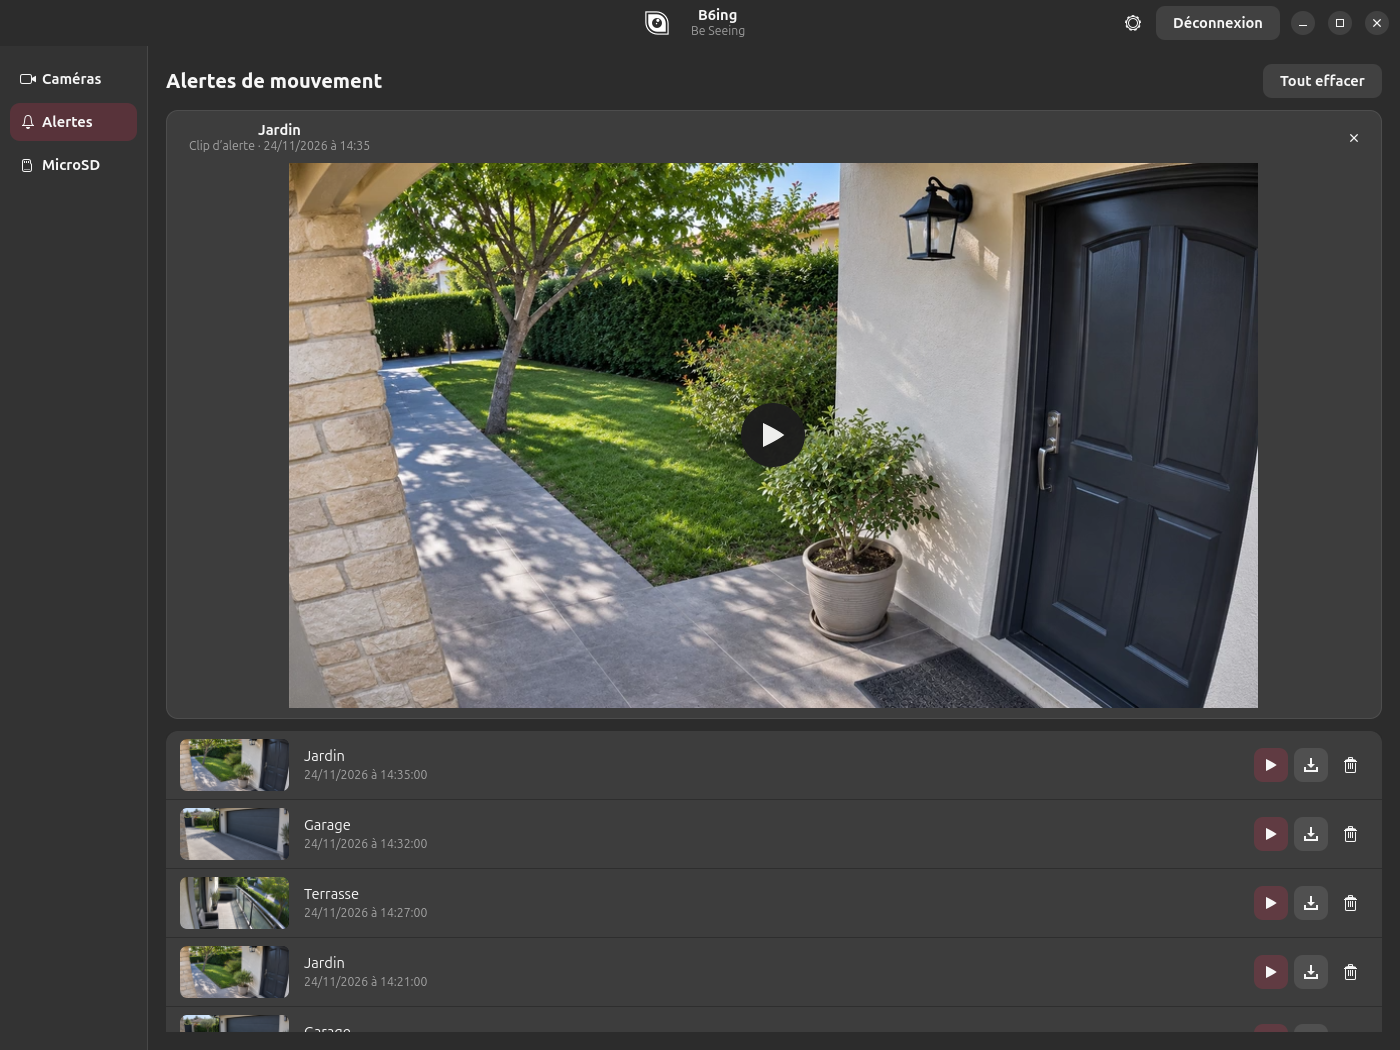 B6ing
Be Seeing
Déconnexion
Caméras
Alertes
MicroSD
Alertes de mouvement
Tout effacer
Jardin
Clip d'alerte · 24/11/2026 à 14:35
Jardin
24/11/2026 à 14:35:00
Garage
24/11/2026 à 14:32:00
Terrasse
24/11/2026 à 14:27:00
Jardin
24/11/2026 à 14:21:00
Garage